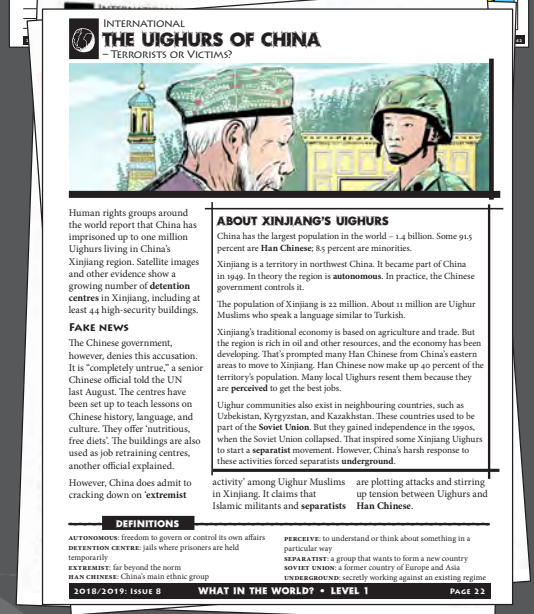 INTERNATIONAL
THE UIGHURS OF CHINA
– TERRORISTS OR VICTIMS?
Human rights groups around
the world report that China has
imprisoned up to one million
Uighurs living in China's
Xinjiang region. Satellite images
and other evidence show a
growing number of detention
centres in Xinjiang, including at
least 44 high-security buildings.
FAKE NEWS
The Chinese government,
however, denies this accusation.
It is "completely untrue," a senior
Chinese official told the UN
last August. The centres have
been set up to teach lessons on
Chinese history, language, and
culture. They offer 'nutritious,
free diets'. The buildings are also
used as job retraining centres,
another official explained.
However, China does admit to
cracking down on 'extremist
activity' among Uighur Muslims
in Xinjiang. It claims that
Islamic militants and separatists
are plotting attacks and stirring
up tension between Uighurs and
Han Chinese.
ABOUT XINJIANG'S UIGHURS
China has the largest population in the world – 1.4 billion. Some 91.5
percent are Han Chinese; 8.5 percent are minorities.
Xinjiang is a territory in northwest China. It became part of China
in 1949. In theory the region is autonomous. In practice, the Chinese
government controls it.
The population of Xinjiang is 22 million. About 11 million are Uighur
Muslims who speak a language similar to Turkish.
Xinjiang's traditional economy is based on agriculture and trade. But
the region is rich in oil and other resources, and the economy has been
developing. That's prompted many Han Chinese from China's eastern
areas to move to Xinjiang. Han Chinese now make up 40 percent of the
territory's population. Many local Uighurs resent them because they
are perceived to get the best jobs.
Uighur communities also exist in neighbouring countries, such as
Uzbekistan, Kyrgyzstan, and Kazakhstan. These countries used to be
part of the Soviet Union. But they gained independence in the 1990s,
when the Soviet Union collapsed. That inspired some Xinjiang Uighurs
to start a separatist movement. However, China's harsh response to
these activities forced separatists underground.
DEFINITIONS
AUTONOMOUS: freedom to govern or control its own affairs
DETENTION CENTRE: jails where prisoners are held
temporarily
EXTREMIST: far beyond the norm
HAN CHINESE: China's main ethnic group
PERCEIVE: to understand or think about something in a
particular way
SEPARATIST: a group that wants to form a new country
SOVIET UNION: a former country of Europe and Asia
UNDERGROUND: secretly working against an existing regime
2018/2019: ISSUE 8 WHAT IN THE WORLD? • LEVEL 1 PAGE 22